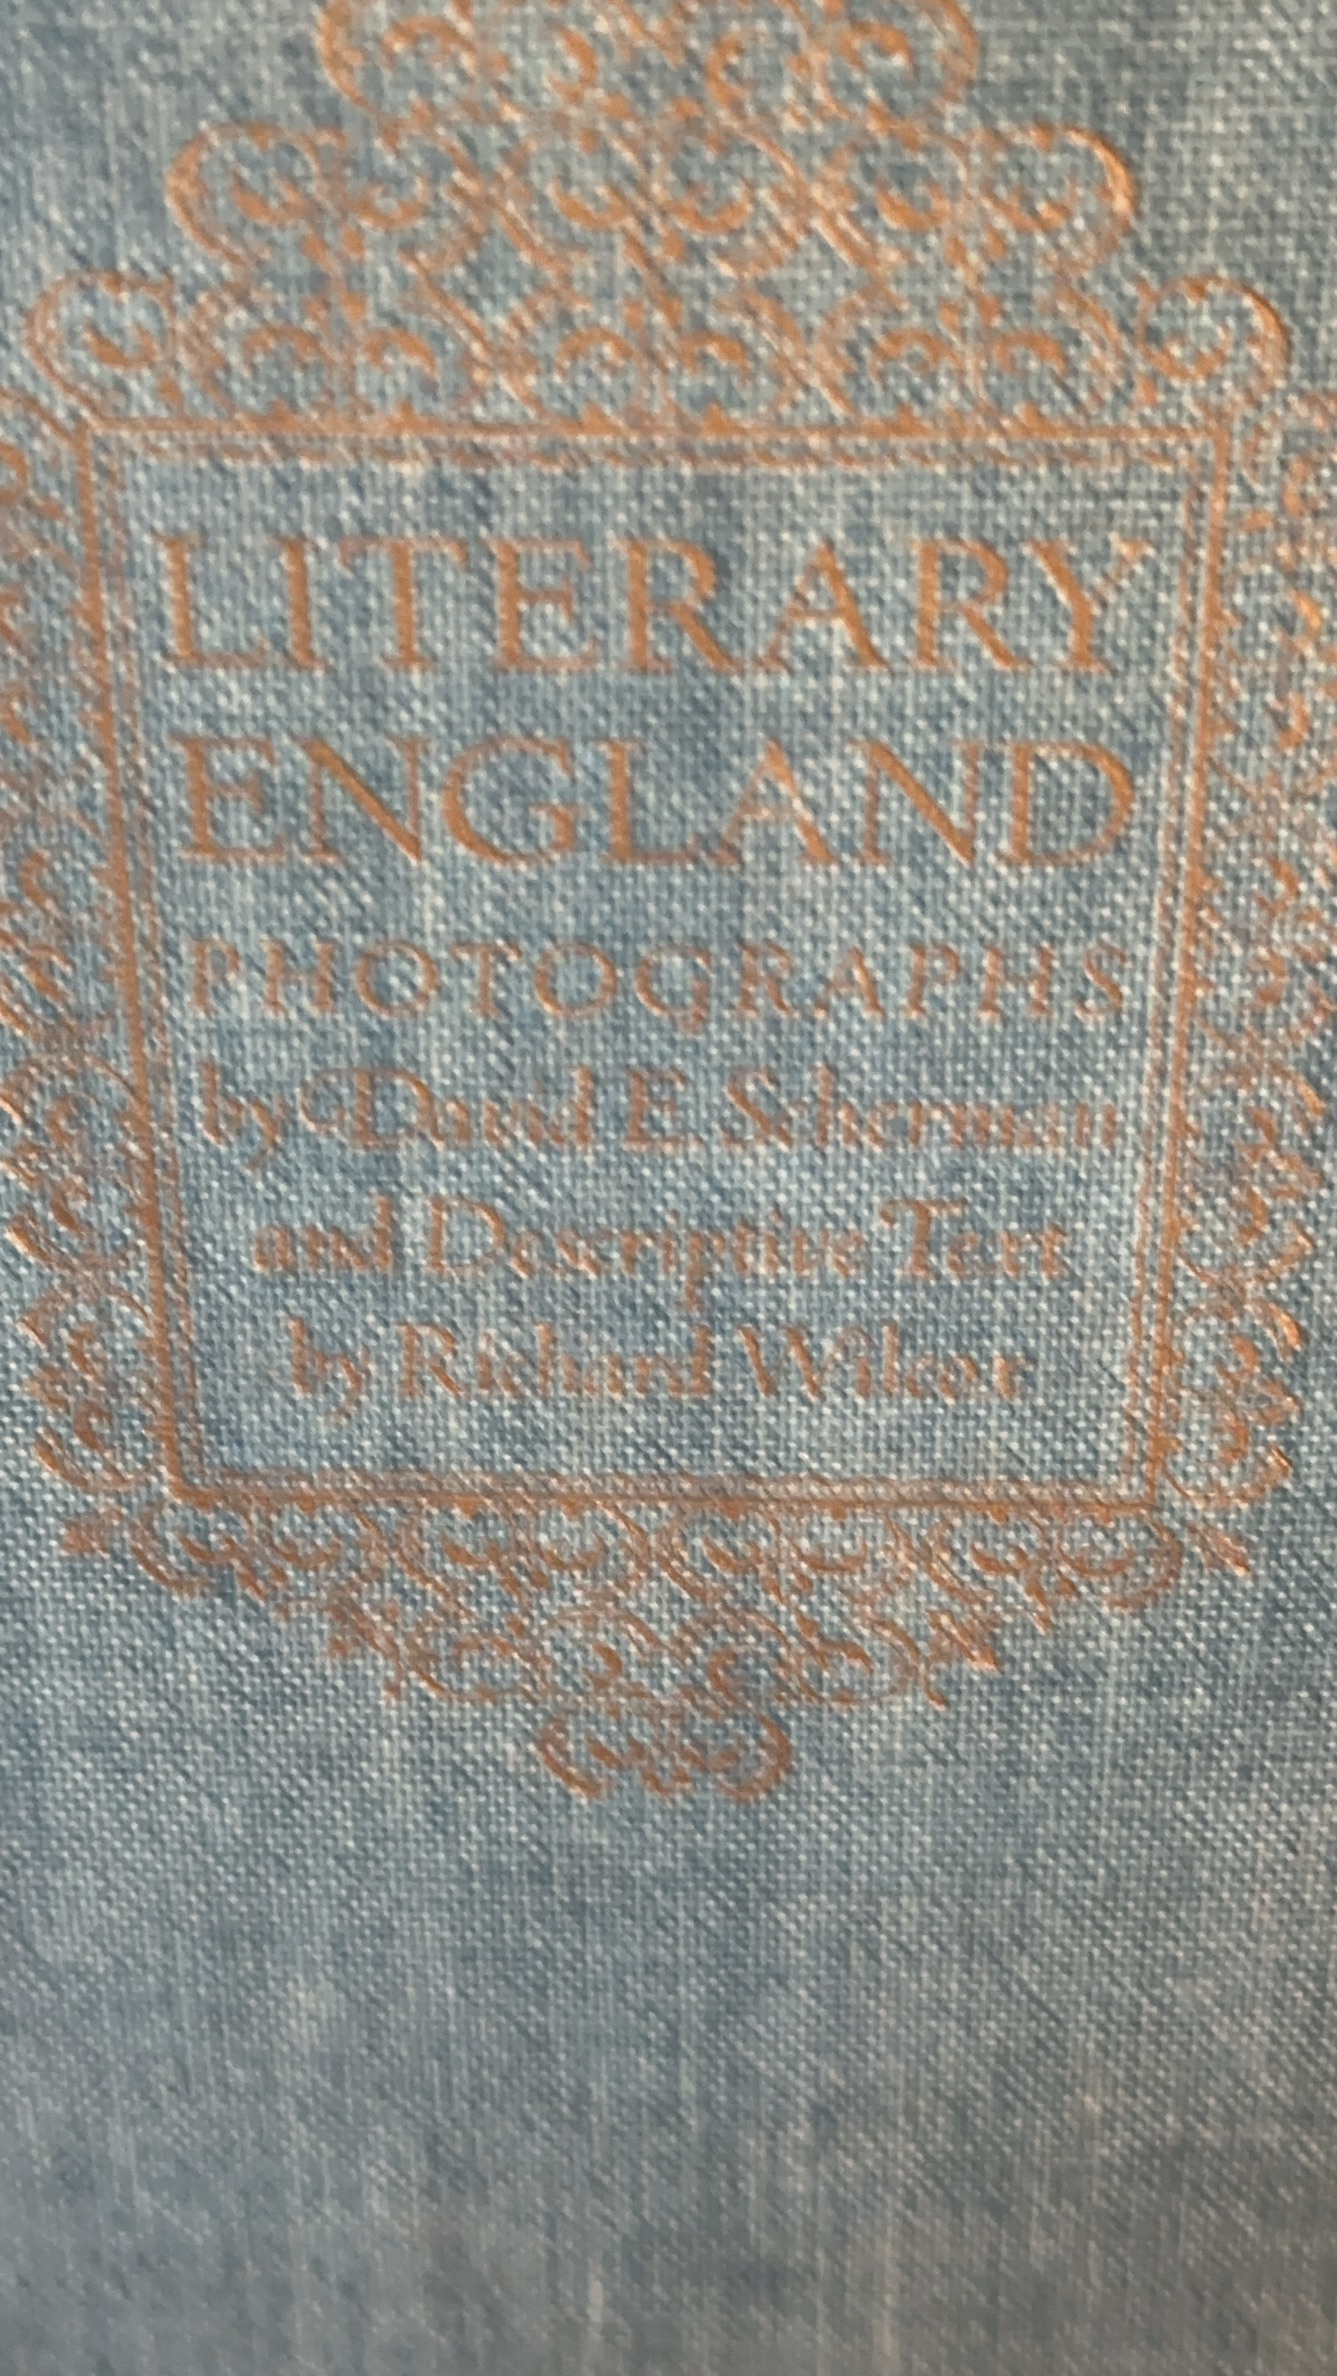 LITERARY
ENGLAND
PHOTOGRAPHS
by David E. Scherman
and Descriptive Text
by Richard Wilcox